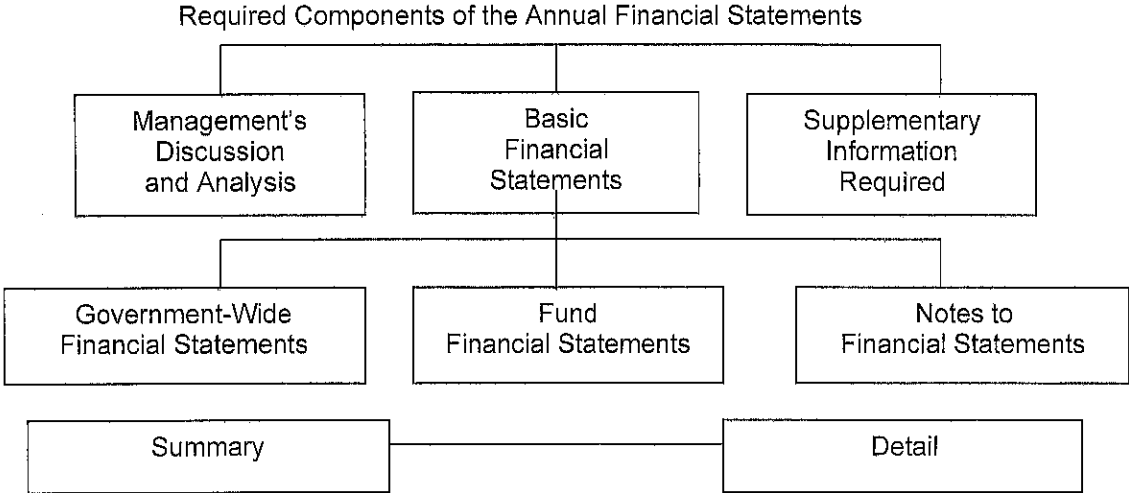 Required Components of the Annual Financial Statements
Management's
Discussion
and Analysis
Basic
Financial
Statements
Supplementary
Information
Required
Government-Wide
Financial Statements
Fund
Financial Statements
Notes to
Financial Statements
Summary
Detail